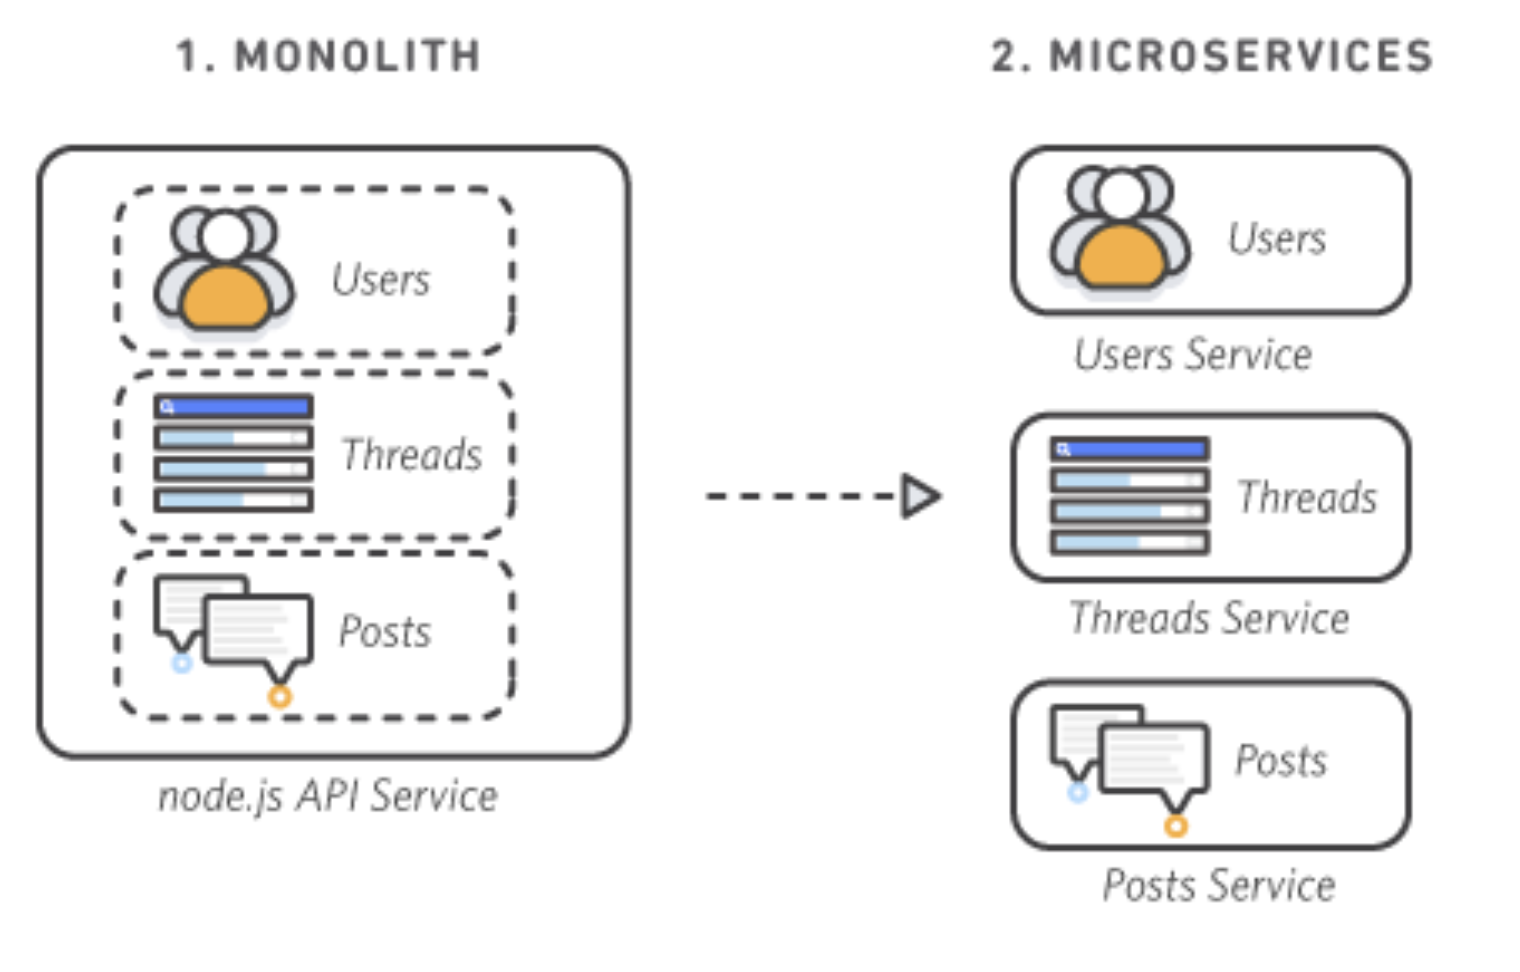 1. MONOLITH
Users
Threads
Posts
node.js API Service
2. MICROSERVICES
Users
Users Service
Threads
Threads Service
Posts
Posts Service